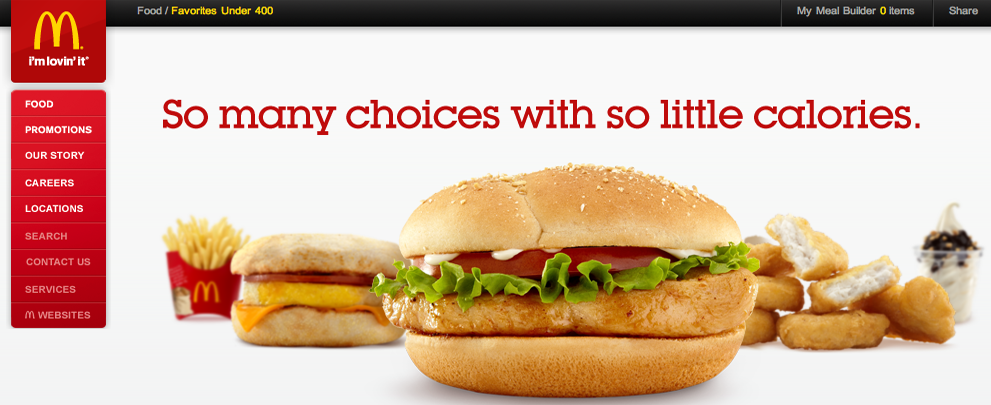 Food / Favorites Under 400
My Meal Builder 0 items
Share
i'm lovin' it®
FOOD
PROMOTIONS
OUR STORY
CAREERS
LOCATIONS
SEARCH
CONTACT US
SERVICES
M WEBSITES
So many choices with so little calories.